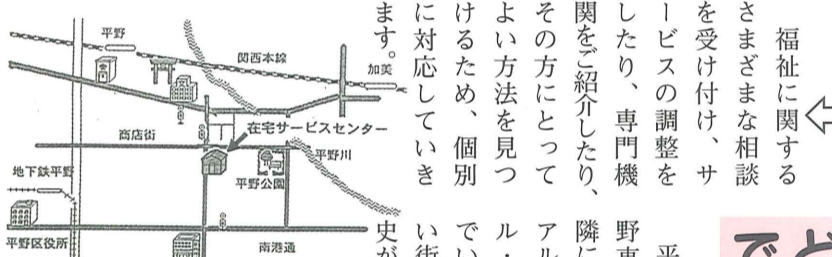 福祉に関する
さまざまな相談
を受け付け、サ
ービスの調整を
したり、専門機
関をご紹介したり、
その方にとって
よい方法を見つ
けるため、個別
に対応していき
ます。
平野
関西本線
加美
商店街
在宅サービスセンター
平野川
平野公園
地下鉄平野
平野区役所
南港通
ど
で
平
野
隣に
アル
ル・
でい
い街
史が